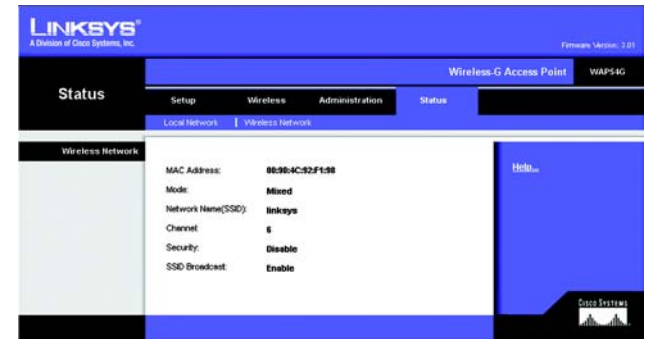 LINKSYS®
A Division of Cisco Systems, Inc.
Firmware Version: 3.01
Wireless-G Access Point WAP54G
Status
Setup Wireless Administration Status
Local Network | Wireless Network
Wireless Network
MAC Address: 00:90:4C:92:F1:98
Mode: Mixed
Network Name(SSID): linksys
Channel: 6
Security: Disable
SSID Broadcast: Enable
Help...
CISCO SYSTEMS